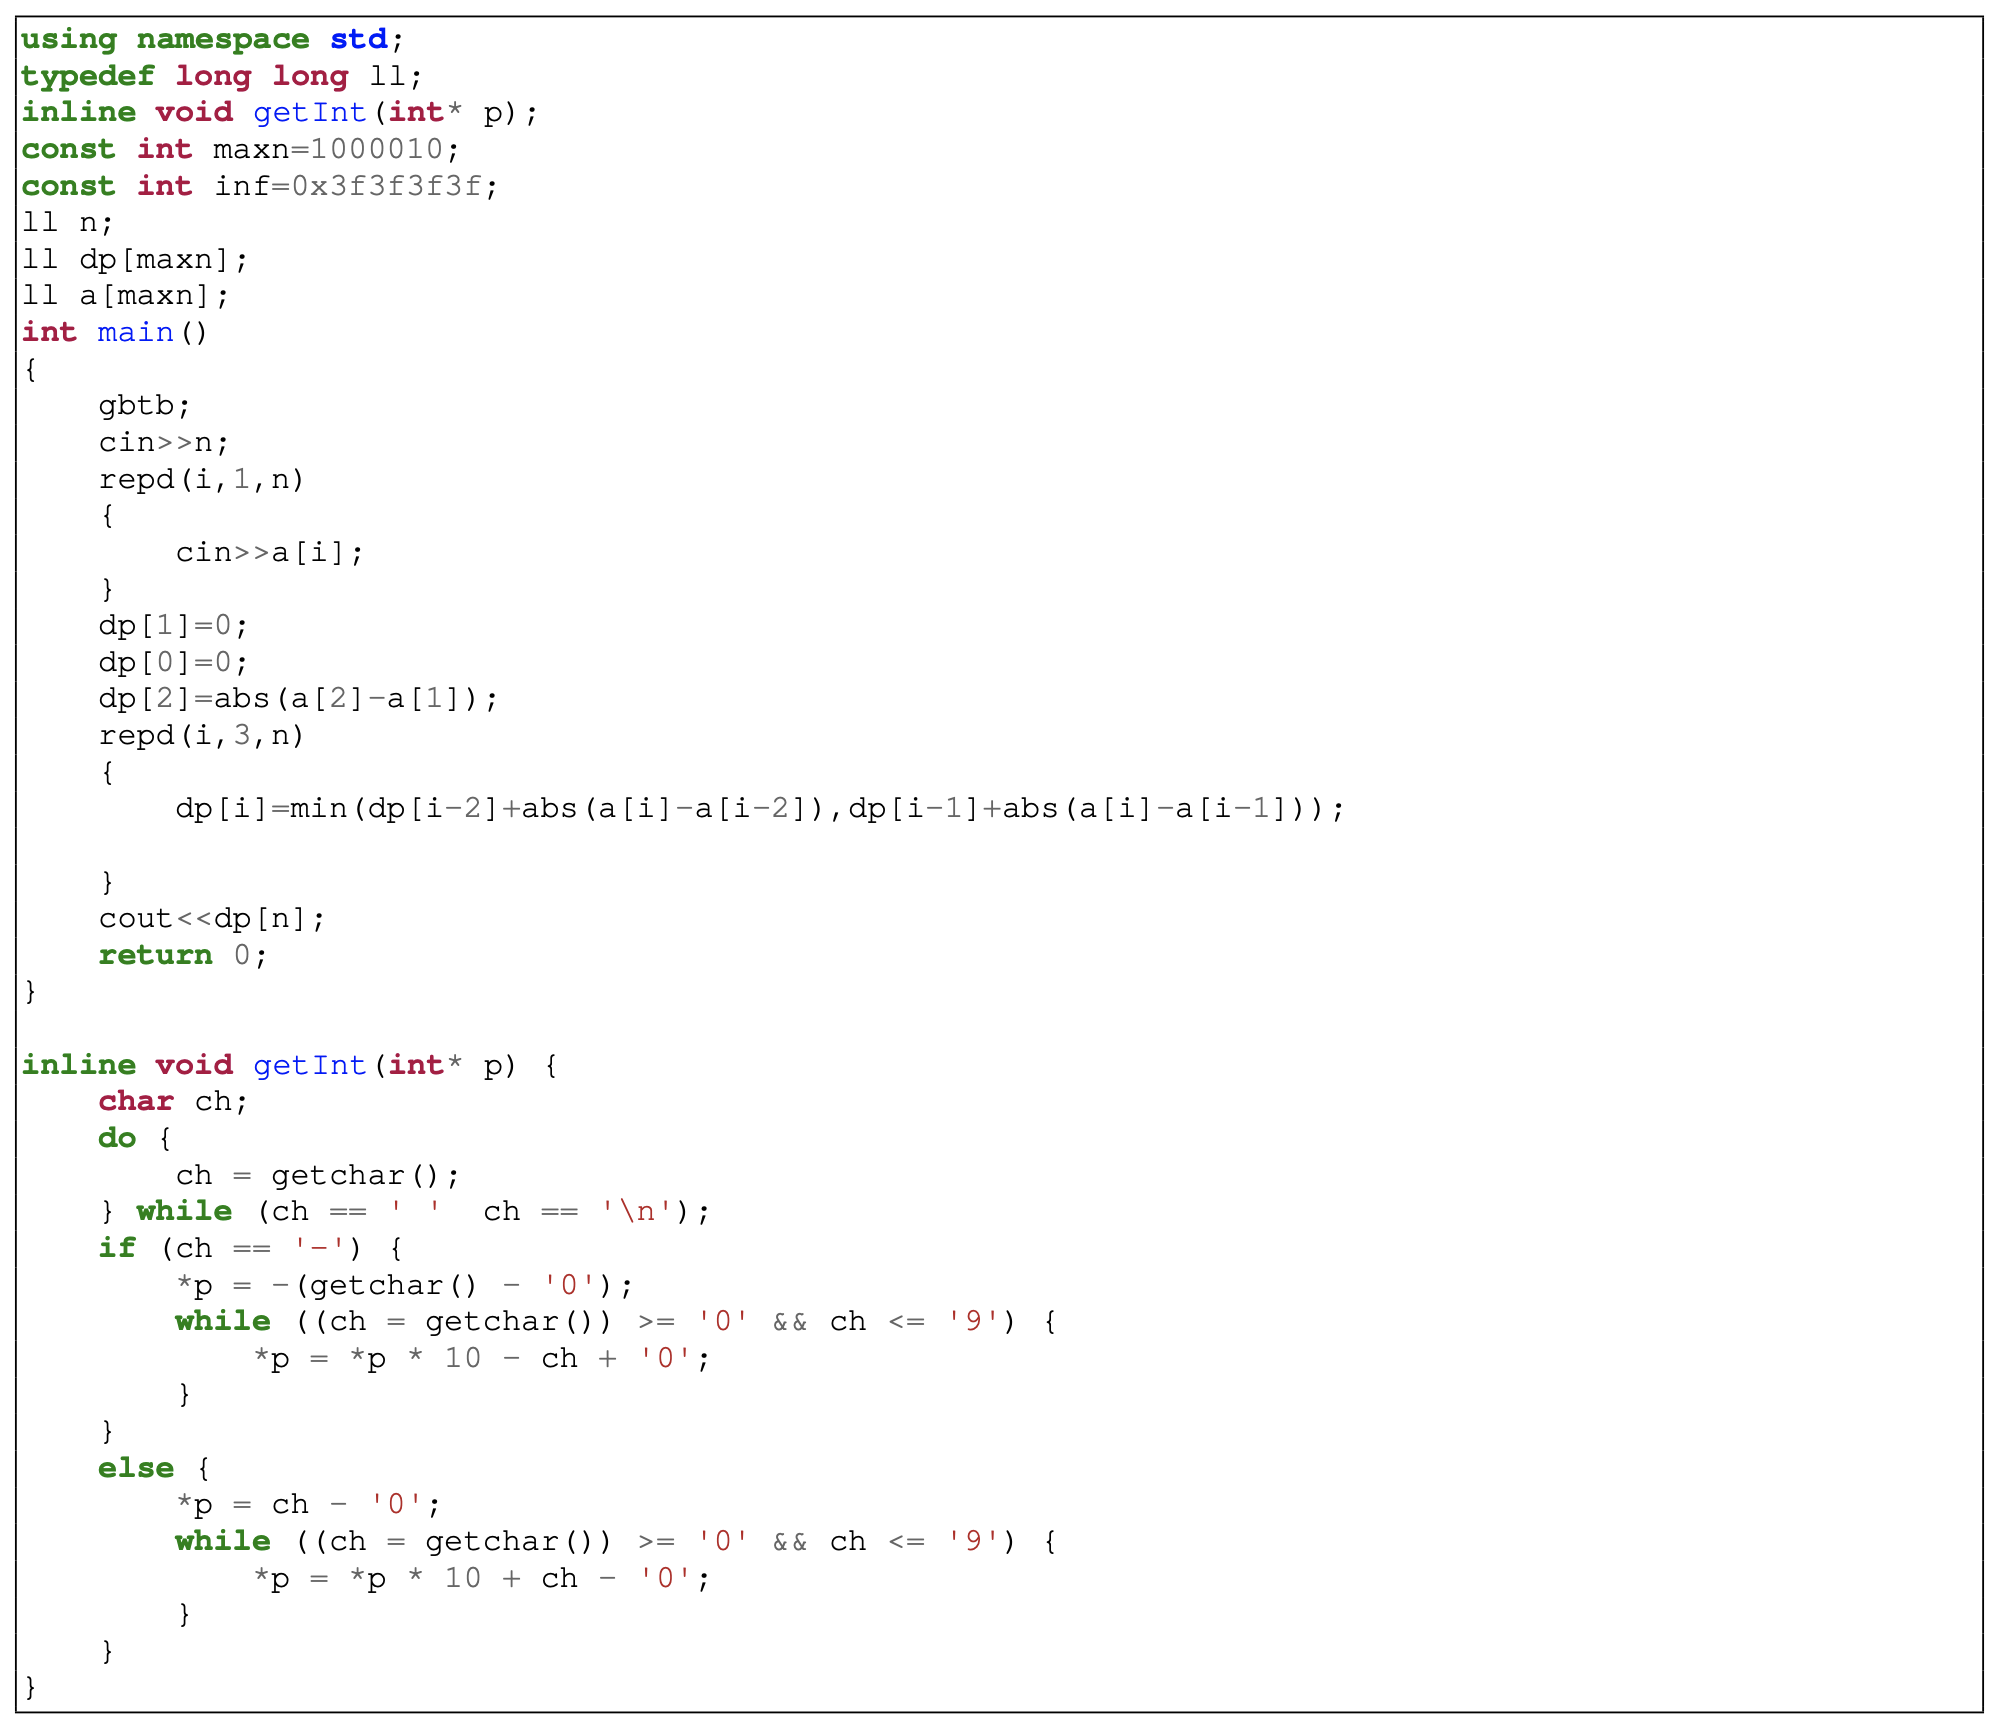 using namespace std;
typedef long long ll;
inline void getInt(int* p);
const int maxn=1000010;
const int inf=0x3f3f3f3f;
ll n;
ll dp[maxn];
ll a[maxn];
int main()
{
    gbtb;
    cin>>n;
    repd(i,1,n)
    {
        cin>>a[i];
    }
    dp[1]=0;
    dp[0]=0;
    dp[2]=abs(a[2]-a[1]);
    repd(i,3,n)
    {
        dp[i]=min(dp[i-2]+abs(a[i]-a[i-2]),dp[i-1]+abs(a[i]-a[i-1]));

    }
    cout<<dp[n];
    return 0;
}

inline void getInt(int* p) {
    char ch;
    do {
        ch = getchar();
    } while (ch == ' '  ch == '\n');
    if (ch == '-') {
        *p = -(getchar() - '0');
        while ((ch = getchar()) >= '0' && ch <= '9') {
            *p = *p * 10 - ch + '0';
        }
    }
    else {
        *p = ch - '0';
        while ((ch = getchar()) >= '0' && ch <= '9') {
            *p = *p * 10 + ch - '0';
        }
    }
}